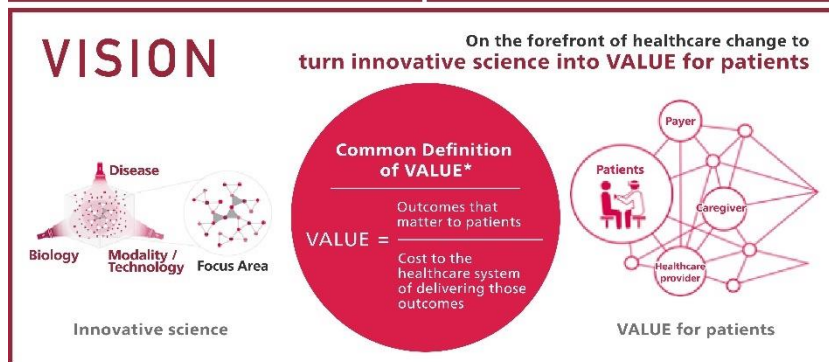 VISION
On the forefront of healthcare change to
turn innovative science into VALUE for patients
Disease
Biology
Modality /
Technology
Focus Area
Innovative science
Common Definition
of VALUE*
VALUE =
Outcomes that
matter to patients
Cost to the
healthcare system
of delivering those
outcomes
Payer
Patients
Caregiver
Healthcare
provider
VALUE for patients